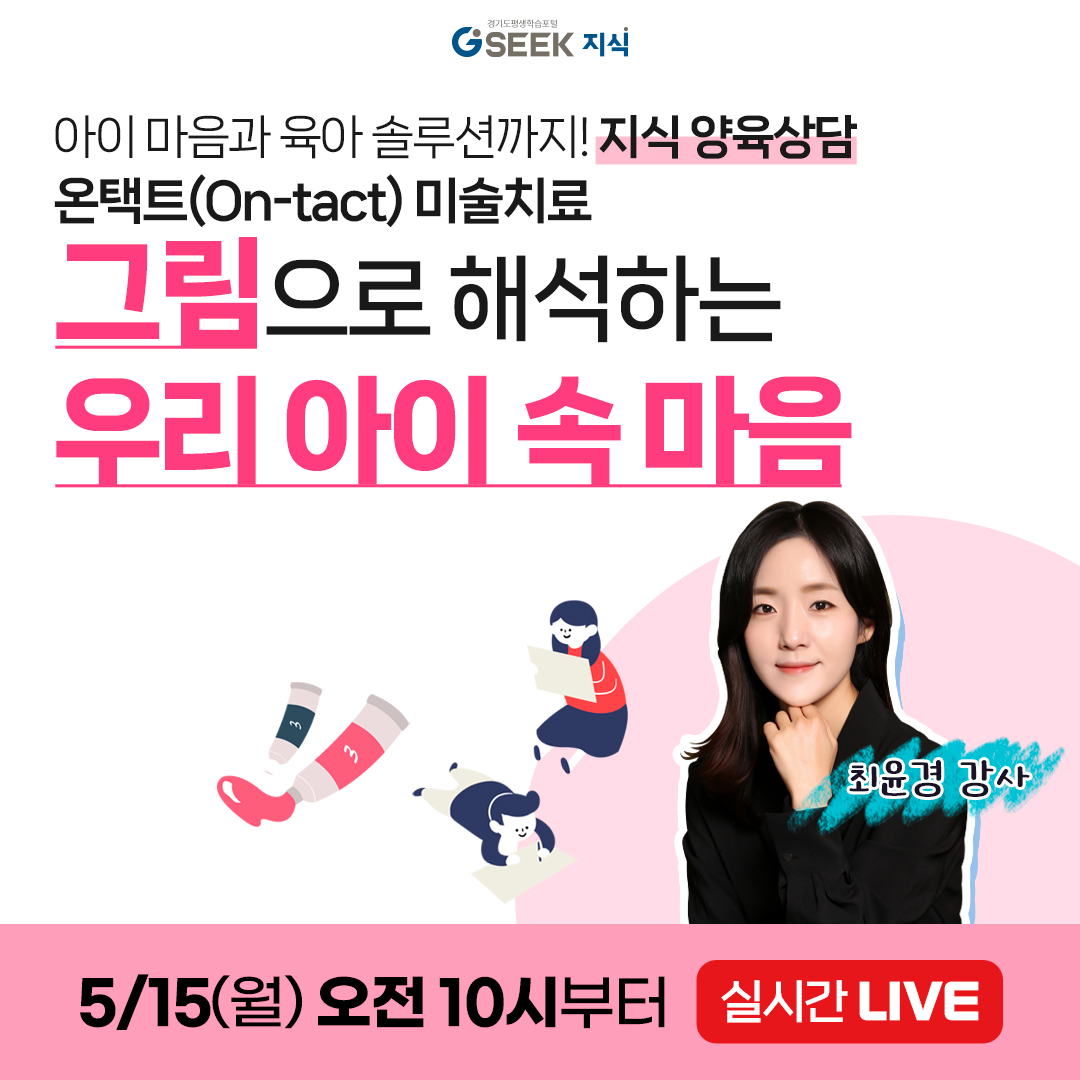 경기도평생학습포털
GSEEK 지식
아이 마음과 육아 솔루션까지! 지식 양육상담
온택트(On-tact) 미술치료
그림으로 해석하는
우리 아이 속 마음
3
3
최윤경 강사
5/15(월) 오전 10시부터
실시간 LIVE